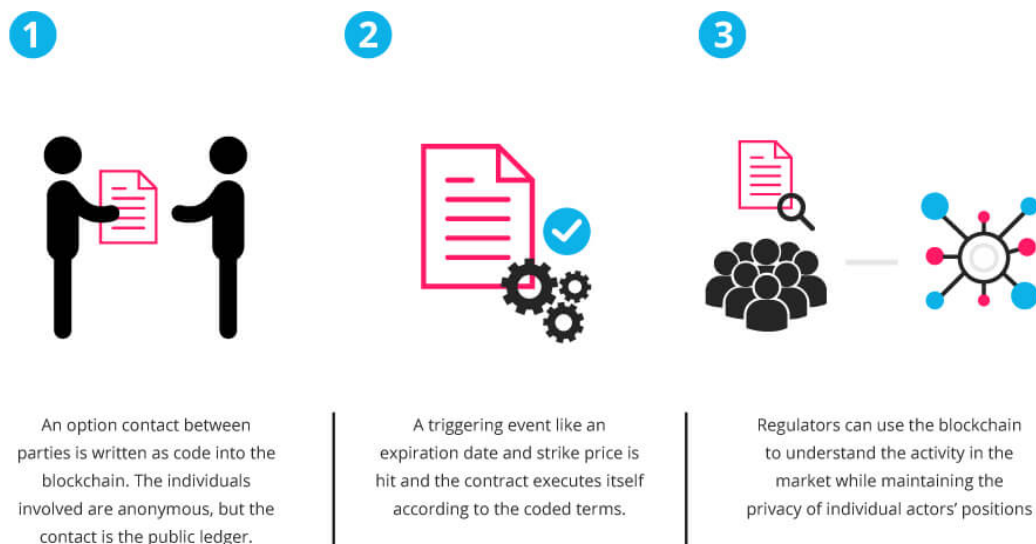 1
2
3
An option contact between
parties is written as code into the
blockchain. The individuals
involved are anonymous, but the
contact is the public ledger.
A triggering event like an
expiration date and strike price is
hit and the contract executes itself
according to the coded terms.
Regulators can use the blockchain
to understand the activity in the
market while maintaining the
privacy of individual actors’ positions